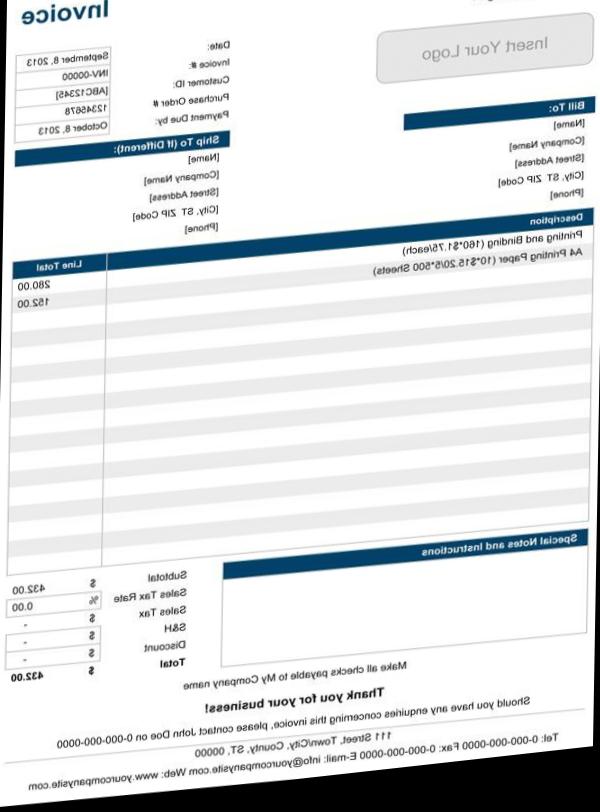 Invoice
Insert Your Logo
Date: September 8, 2013
Invoice #: INV-00000
Customer ID: [ABC12345]
Purchase Order # 12345678
Payment Due by: October 8, 2013
Bill To:
[Name]
[Company Name]
[Street Address]
[City, ST ZIP Code]
[Phone]
Ship To (If Different):
[Name]
[Company Name]
[Street Address]
[City, ST ZIP Code]
[Phone]
Description Line Total
Printing and Binding (160*$1.75/each) 280.00
A4 Printing Paper (10*$15.20/5*500 Sheets) 152.00
Special Notes and Instructions
Subtotal $ 432.00
Sales Tax Rate % 0.00
Sales Tax $ -
S&H $ -
Discount $ -
Total $ 432.00
Make all checks payable to My Company name
Thank you for your business!
Should you have any enquiries concerning this invoice, please contact John Doe on 0-000-000-0000
111 Street, Town/City, County, ST, 00000
Tel: 0-000-000-0000 Fax: 0-000-000-0000 E-mail: info@yourcompanysite.com Web: www.yourcompanysite.com